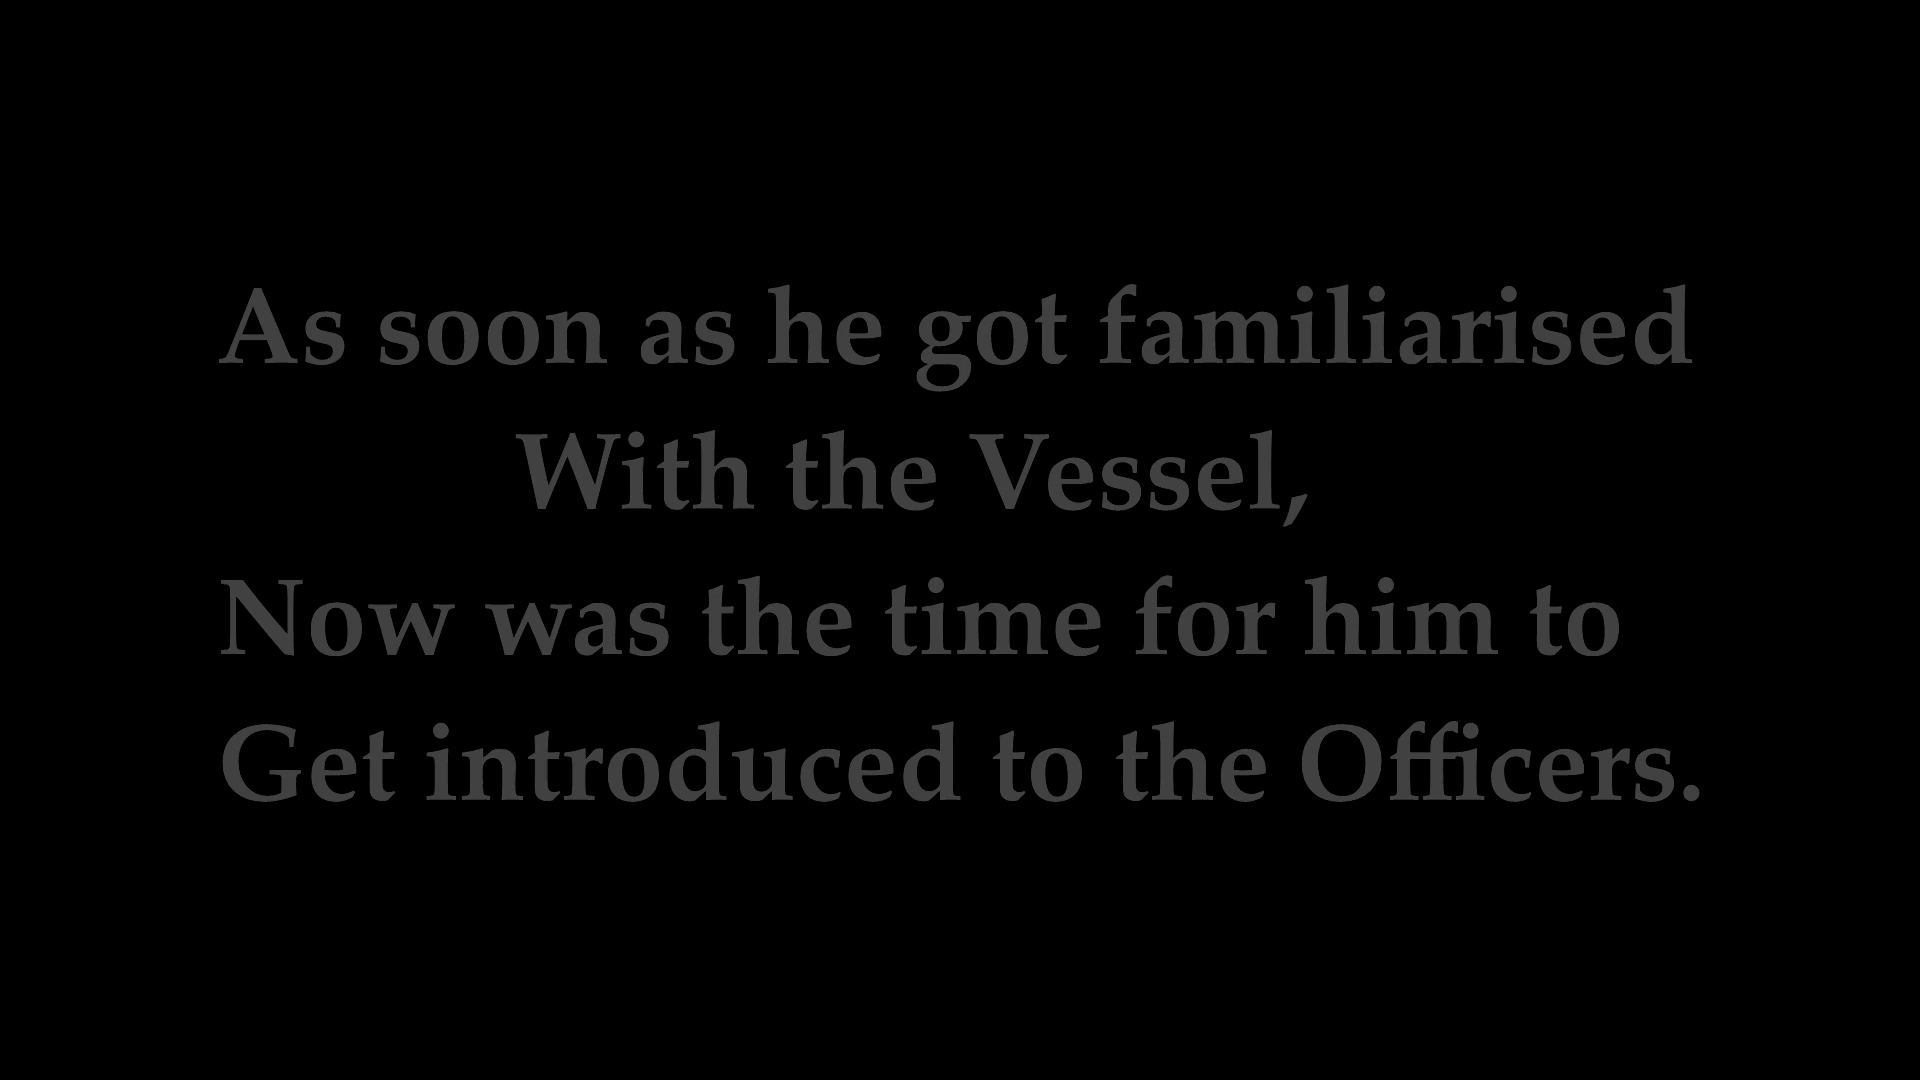 As soon as he got familiarised
With the Vessel,
Now was the time for him to
Get introduced to the Officers.